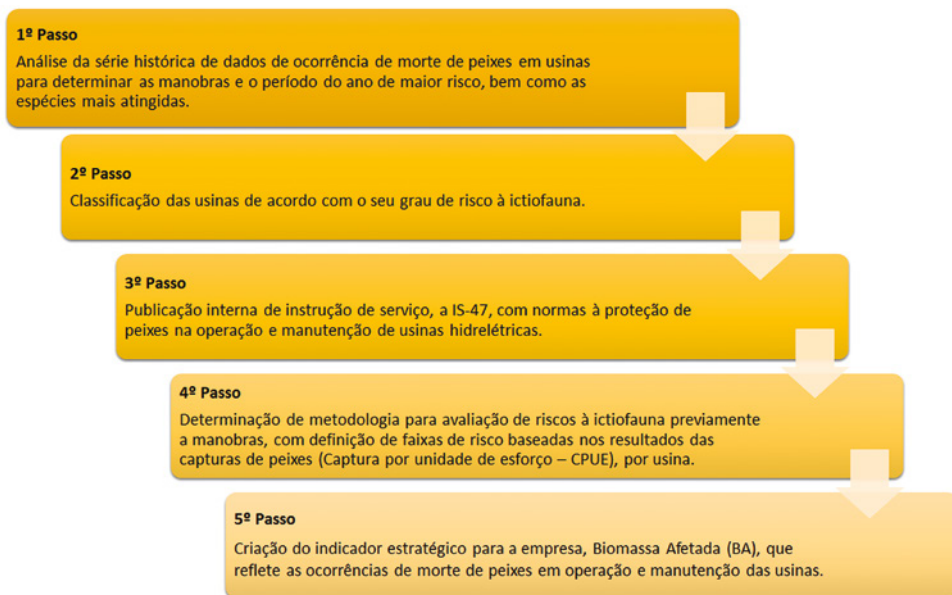 1º Passo
Análise da série histórica de dados de ocorrência de morte de peixes em usinas
para determinar as manobras e o período do ano de maior risco, bem como as
espécies mais atingidas.
2º Passo
Classificação das usinas de acordo com o seu grau de risco à ictiofauna.
3º Passo
Publicação interna de instrução de serviço, a IS-47, com normas à proteção de
peixes na operação e manutenção de usinas hidrelétricas.
4º Passo
Determinação de metodologia para avaliação de riscos à ictiofauna previamente
a manobras, com definição de faixas de risco baseadas nos resultados das
capturas de peixes (Captura por unidade de esforço – CPUE), por usina.
5º Passo
Criação do indicador estratégico para a empresa, Biomassa Afetada (BA), que
reflete as ocorrências de morte de peixes em operação e manutenção das usinas.